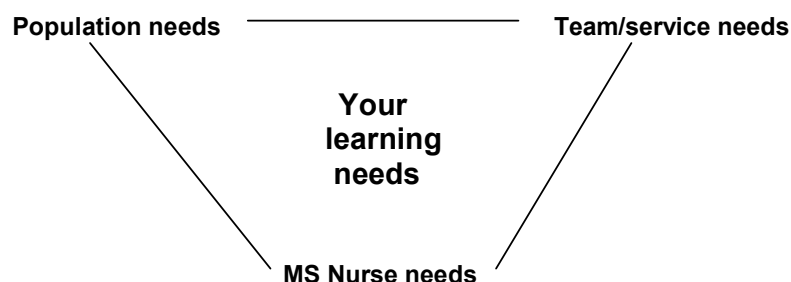 Population needs
Team/service needs
Your
learning
needs
MS Nurse needs